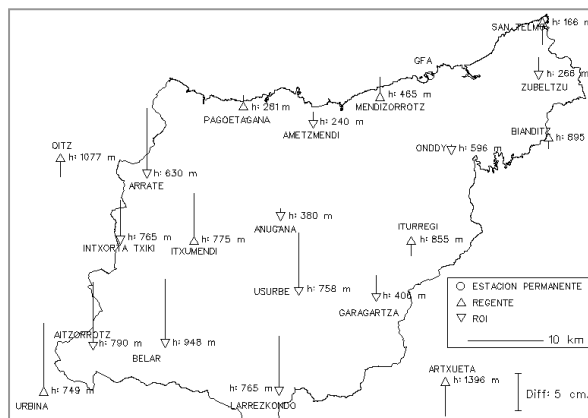 SAN TELMO
h: 166 m
GFA
h: 266 m
ZUBELTZU
h: 465 m
MENDIZORROTZ
h: 281 m
PAGOETAGANA
h: 240 m
AMETZMENDI
BIANDITZ
h: 895
ONDDY
h: 596 m
OITZ
h: 1077 m
h: 630 m
ARRATE
h: 380 m
ANUGANA
ITURREGI
h: 855 m
h: 765 m
INTXORTA TXIKI
h: 775 m
ITXUMENDI
h: 758 m
USURBE
h: 406 m
GARAGARTZA
ESTACION PERMANENTE
REGENTE
ROI
10 km
AITZORROTZ
h: 790 m
h: 948 m
BELAR
ARTXUETA
h: 1396 m
Diff: 5 cm,
h: 749 m
URBINA
h: 765 m
LARREZKONDO